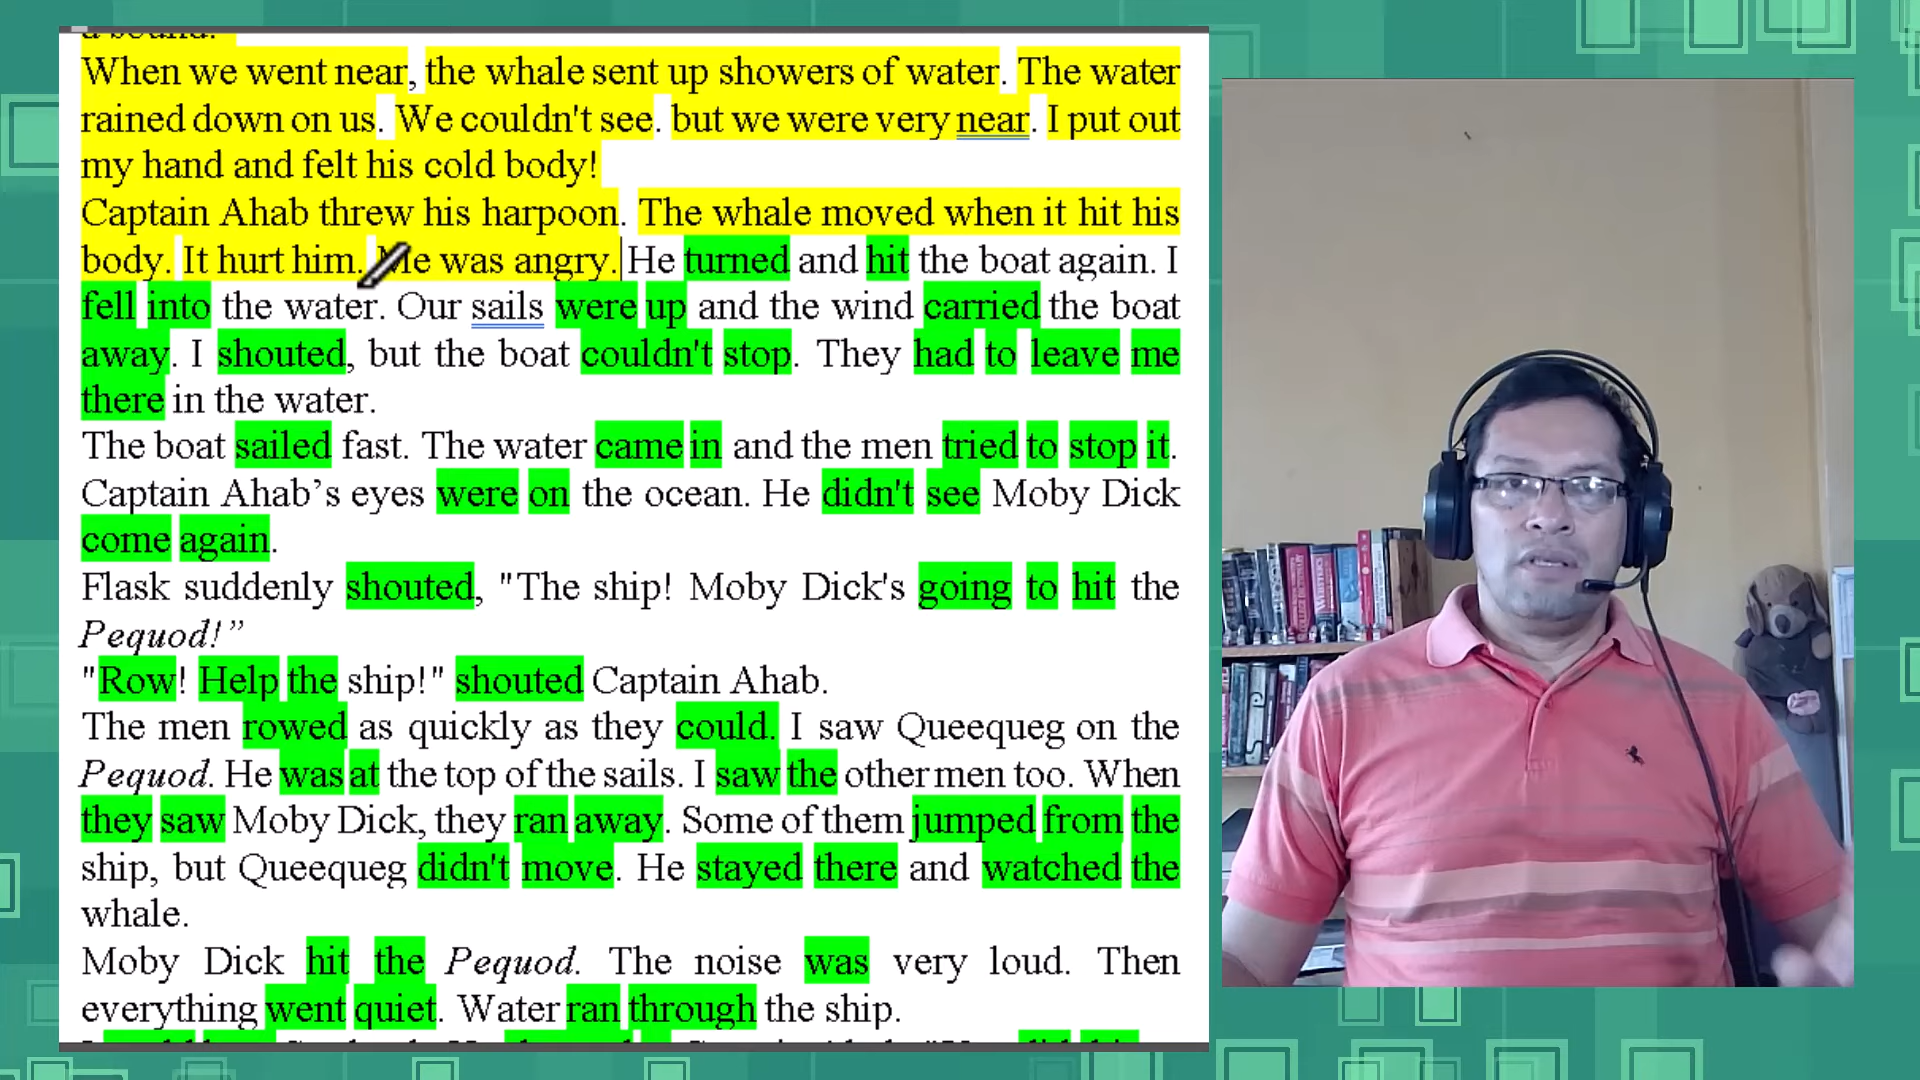 a sound.
When we went near, the whale sent up showers of water. The water
rained down on us. We couldn't see. but we were very near. I put out
my hand and felt his cold body!
Captain Ahab threw his harpoon. The whale moved when it hit his
body. It hurt him. Me was angry. He turned and hit the boat again. I
fell into the water. Our sails were up and the wind carried the boat
away. I shouted, but the boat couldn't stop. They had to leave me
there in the water.
The boat sailed fast. The water came in and the men tried to stop it.
Captain Ahab’s eyes were on the ocean. He didn't see Moby Dick
come again.
Flask suddenly shouted, "The ship! Moby Dick's going to hit the
Pequod!”
"Row! Help the ship!" shouted Captain Ahab.
The men rowed as quickly as they could. I saw Queequeg on the
Pequod. He was at the top of the sails. I saw the other men too. When
they saw Moby Dick, they ran away. Some of them jumped from the
ship, but Queequeg didn't move. He stayed there and watched the
whale.
Moby Dick hit the Pequod. The noise was very loud. Then
everything went quiet. Water ran through the ship.